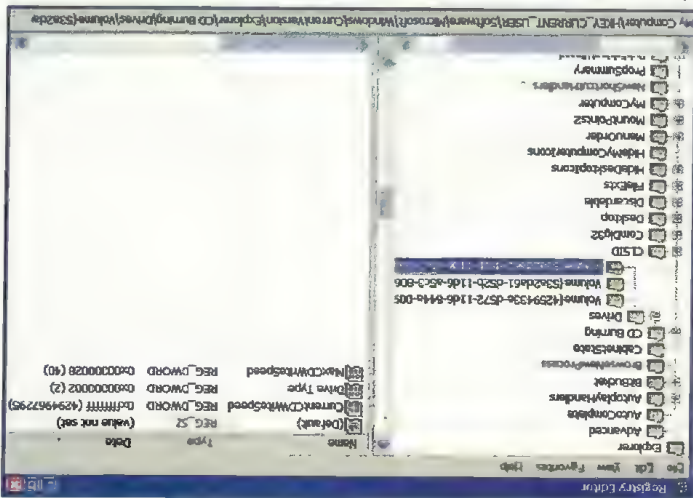 Registry Editor
File Edit View Favorites Help
Explorer
Advanced
AutoComplete
AutoplayHandlers
BitBucket
BrowseNewProcess
CabinetState
CD Burning
Drives
Volume{4259433e-d572-11d6-844a-005
Volume{53a2da61-d52b-11d6-a5c3-806
CLSID
ComDlg32
Desktop
Discardable
FileExts
HideDesktopIcons
HideMyComputerIcons
MenuOrder
MountPoints2
MyComputer
NewShortcutHandlers
PropSummary
Name Type Data
(Default) REG_SZ (value not set)
CurrentCDWriteSpeed REG_DWORD 0xffffffff (4294967295
Drive Type REG_DWORD 0x00000002 (2)
MaxCDWriteSpeed REG_DWORD 0x00000028 (40)
My Computer\HKEY_CURRENT_USER\Software\Microsoft\Windows\CurrentVersion\Explorer\CD Burning\Drives\Volume{53a2da